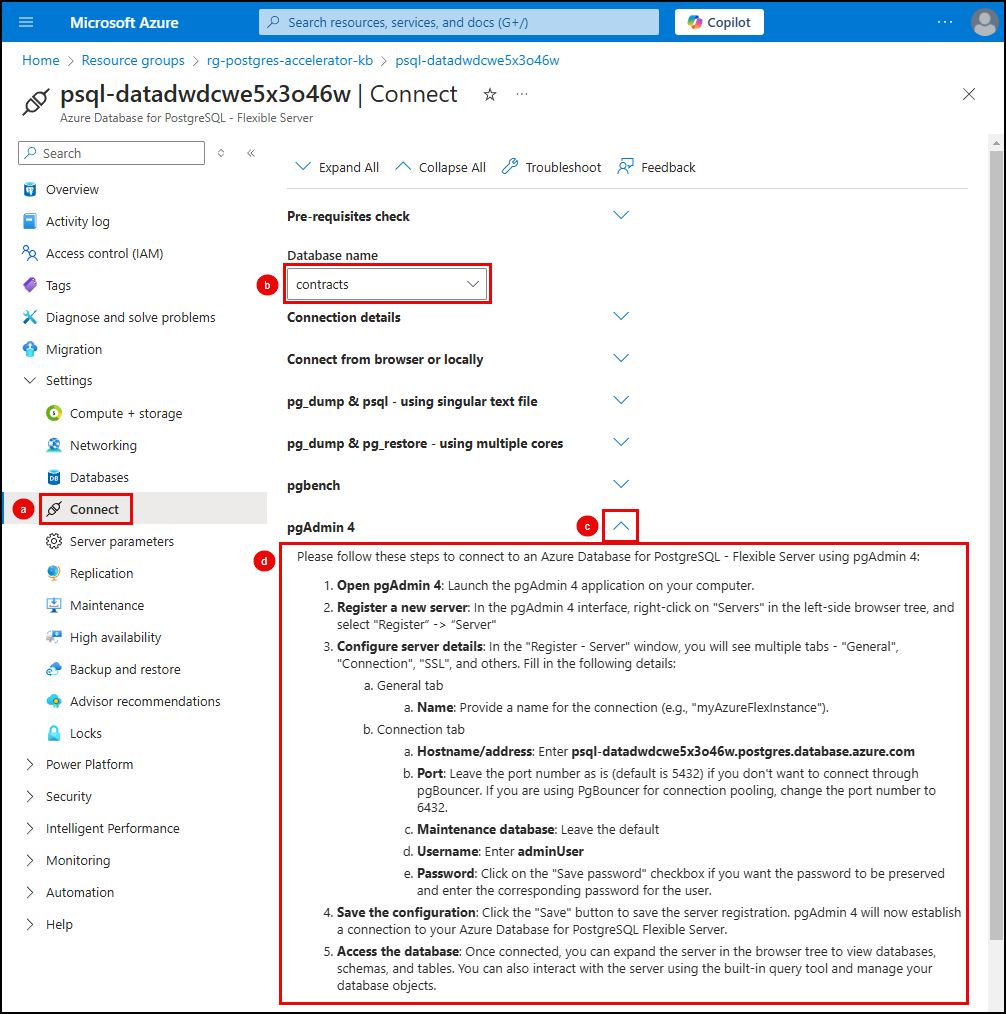 Microsoft Azure
Search resources, services, and docs (G+/)
Copilot
...
Home > Resource groups > rg-postgres-accelerator-kb > psql-datadwdcwe5x3o46w
psql-datadwdcwe5x3o46w | Connect
...
Azure Database for PostgreSQL - Flexible Server
Search
Overview
Activity log
Access control (IAM)
Tags
Diagnose and solve problems
Migration
Settings
Compute + storage
Networking
DB
Databases
a
Connect
Server parameters
Replication
Maintenance
High availability
Backup and restore
Advisor recommendations
Locks
Power Platform
Security
Intelligent Performance
Monitoring
Automation
Help
Expand All
Collapse All
Troubleshoot
Feedback
Pre-requisites check
Database name
b
contracts
Connection details
Connect from browser or locally
pg_dump & psql - using singular text file
pg_dump & pg_restore - using multiple cores
pgbench
pgAdmin 4
c
d
Please follow these steps to connect to an Azure Database for PostgreSQL - Flexible Server using pgAdmin 4:
1. Open pgAdmin 4: Launch the pgAdmin 4 application on your computer.
2. Register a new server: In the pgAdmin 4 interface, right-click on "Servers" in the left-side browser tree, and
select "Register” -> “Server"
3. Configure server details: In the "Register - Server" window, you will see multiple tabs - "General",
"Connection", "SSL", and others. Fill in the following details:
a. General tab
a. Name: Provide a name for the connection (e.g., "myAzureFlexInstance").
b. Connection tab
a. Hostname/address: Enter psql-datadwdcwe5x3o46w.postgres.database.azure.com
b. Port: Leave the port number as is (default is 5432) if you don't want to connect through
pgBouncer. If you are using PgBouncer for connection pooling, change the port number to
6432.
c. Maintenance database: Leave the default
d. Username: Enter adminUser
e. Password: Click on the "Save password" checkbox if you want the password to be preserved
and enter the corresponding password for the user.
4. Save the configuration: Click the "Save" button to save the server registration. pgAdmin 4 will now establish
a connection to your Azure Database for PostgreSQL Flexible Server.
5. Access the database: Once connected, you can expand the server in the browser tree to view databases,
schemas, and tables. You can also interact with the server using the built-in query tool and manage your
database objects.